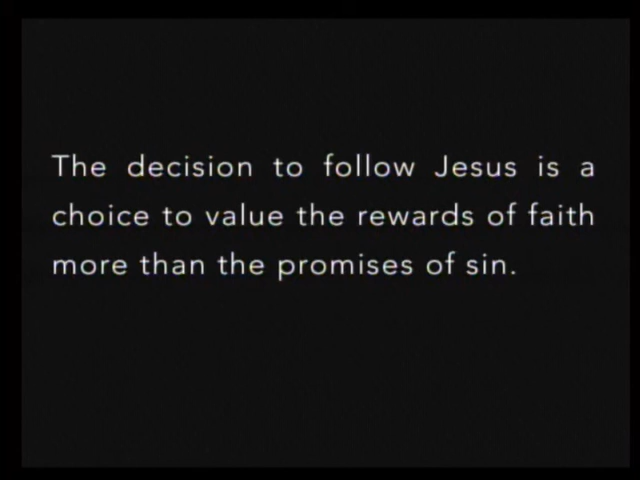 The decision to follow Jesus is a
choice to value the rewards of faith
more than the promises of sin.